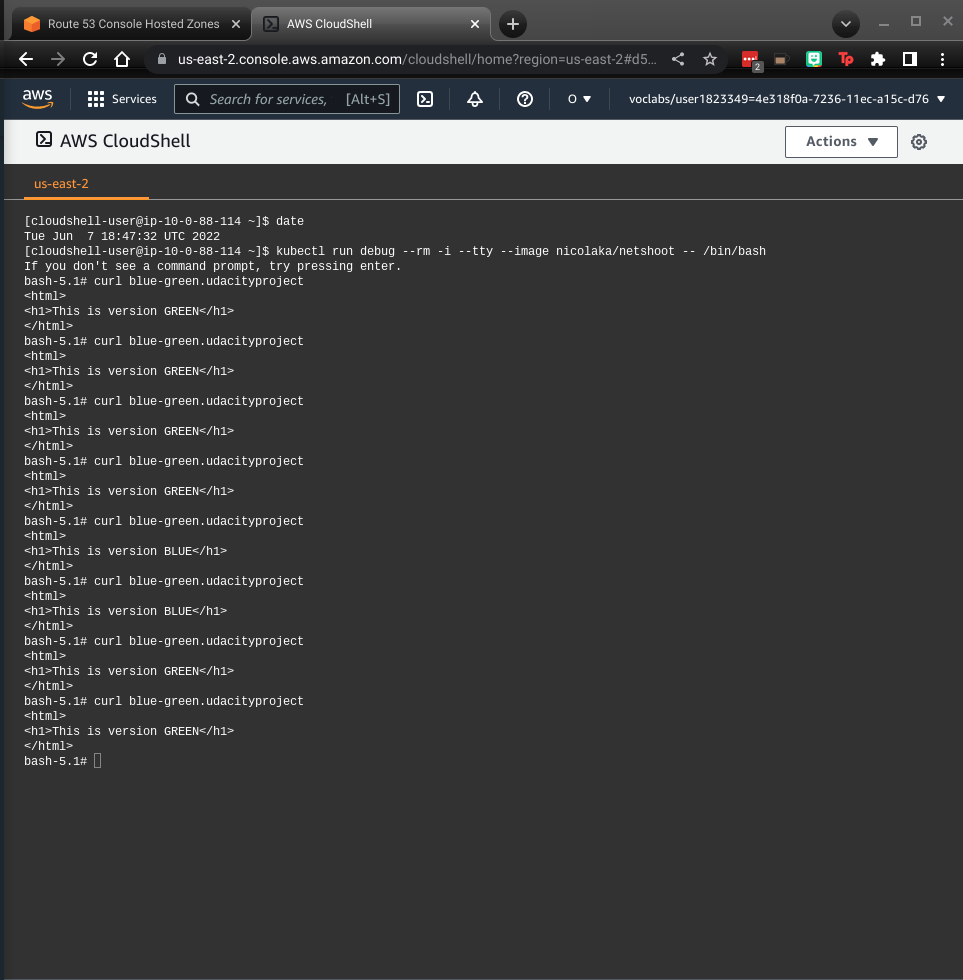 Route 53 Console Hosted Zones
AWS CloudShell
us-east-2.console.aws.amazon.com/cloudshell/home?region=us-east-2#d5...
2
Tp
aws
Services
Search for services,
[Alt+S]
O
voclabs/user1823349=4e318f0a-7236-11ec-a15c-d76
AWS CloudShell
Actions
us-east-2
[cloudshell-user@ip-10-0-88-114 ~]$ date
Tue Jun  7 18:47:32 UTC 2022
[cloudshell-user@ip-10-0-88-114 ~]$ kubectl run debug --rm -i --tty --image nicolaka/netshoot -- /bin/bash
If you don't see a command prompt, try pressing enter.
bash-5.1# curl blue-green.udacityproject
<html>
<h1>This is version GREEN</h1>
</html>
bash-5.1# curl blue-green.udacityproject
<html>
<h1>This is version GREEN</h1>
</html>
bash-5.1# curl blue-green.udacityproject
<html>
<h1>This is version GREEN</h1>
</html>
bash-5.1# curl blue-green.udacityproject
<html>
<h1>This is version GREEN</h1>
</html>
bash-5.1# curl blue-green.udacityproject
<html>
<h1>This is version BLUE</h1>
</html>
bash-5.1# curl blue-green.udacityproject
<html>
<h1>This is version BLUE</h1>
</html>
bash-5.1# curl blue-green.udacityproject
<html>
<h1>This is version GREEN</h1>
</html>
bash-5.1# curl blue-green.udacityproject
<html>
<h1>This is version GREEN</h1>
</html>
bash-5.1#